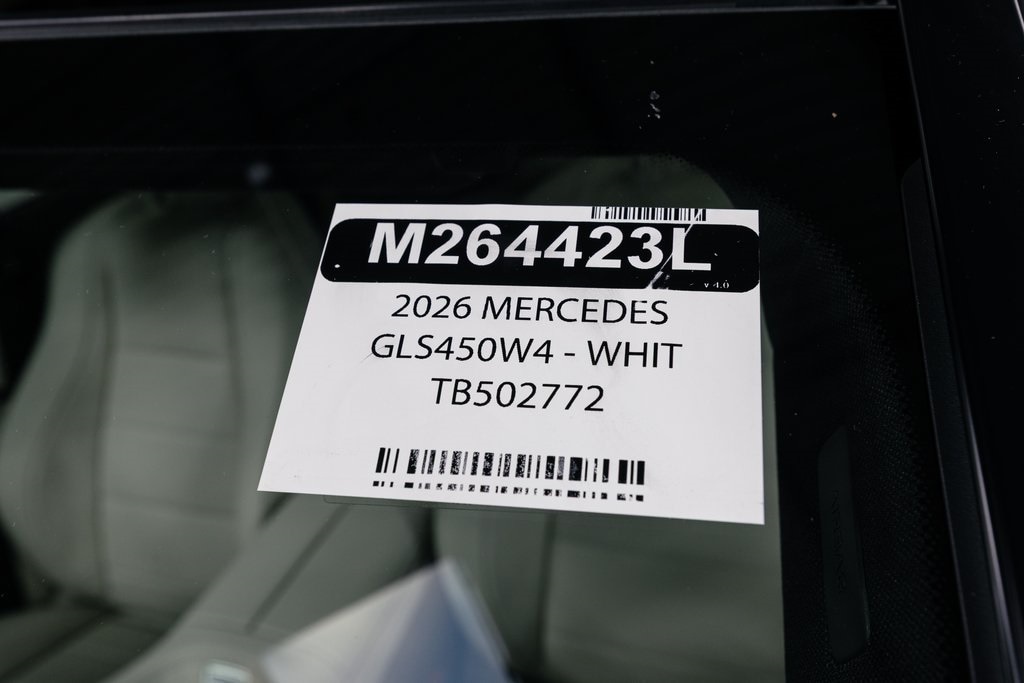 M264423L
v 4.0
2026 MERCEDES
GLS450W4 - WHIT
TB502772